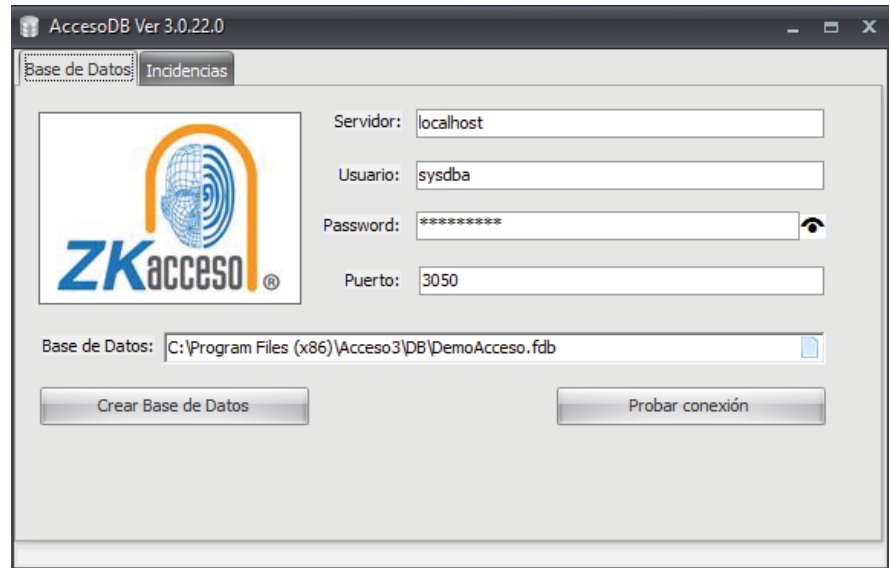 AccesoDB Ver 3.0.22.0
Base de Datos Incidencias
ZKacceso ®
Servidor: localhost
Usuario: sysdba
Password: *********
Puerto: 3050
Base de Datos: C:\Program Files (x86)\Acceso3\DB\DemoAcceso.fdb
Crear Base de Datos Probar conexión